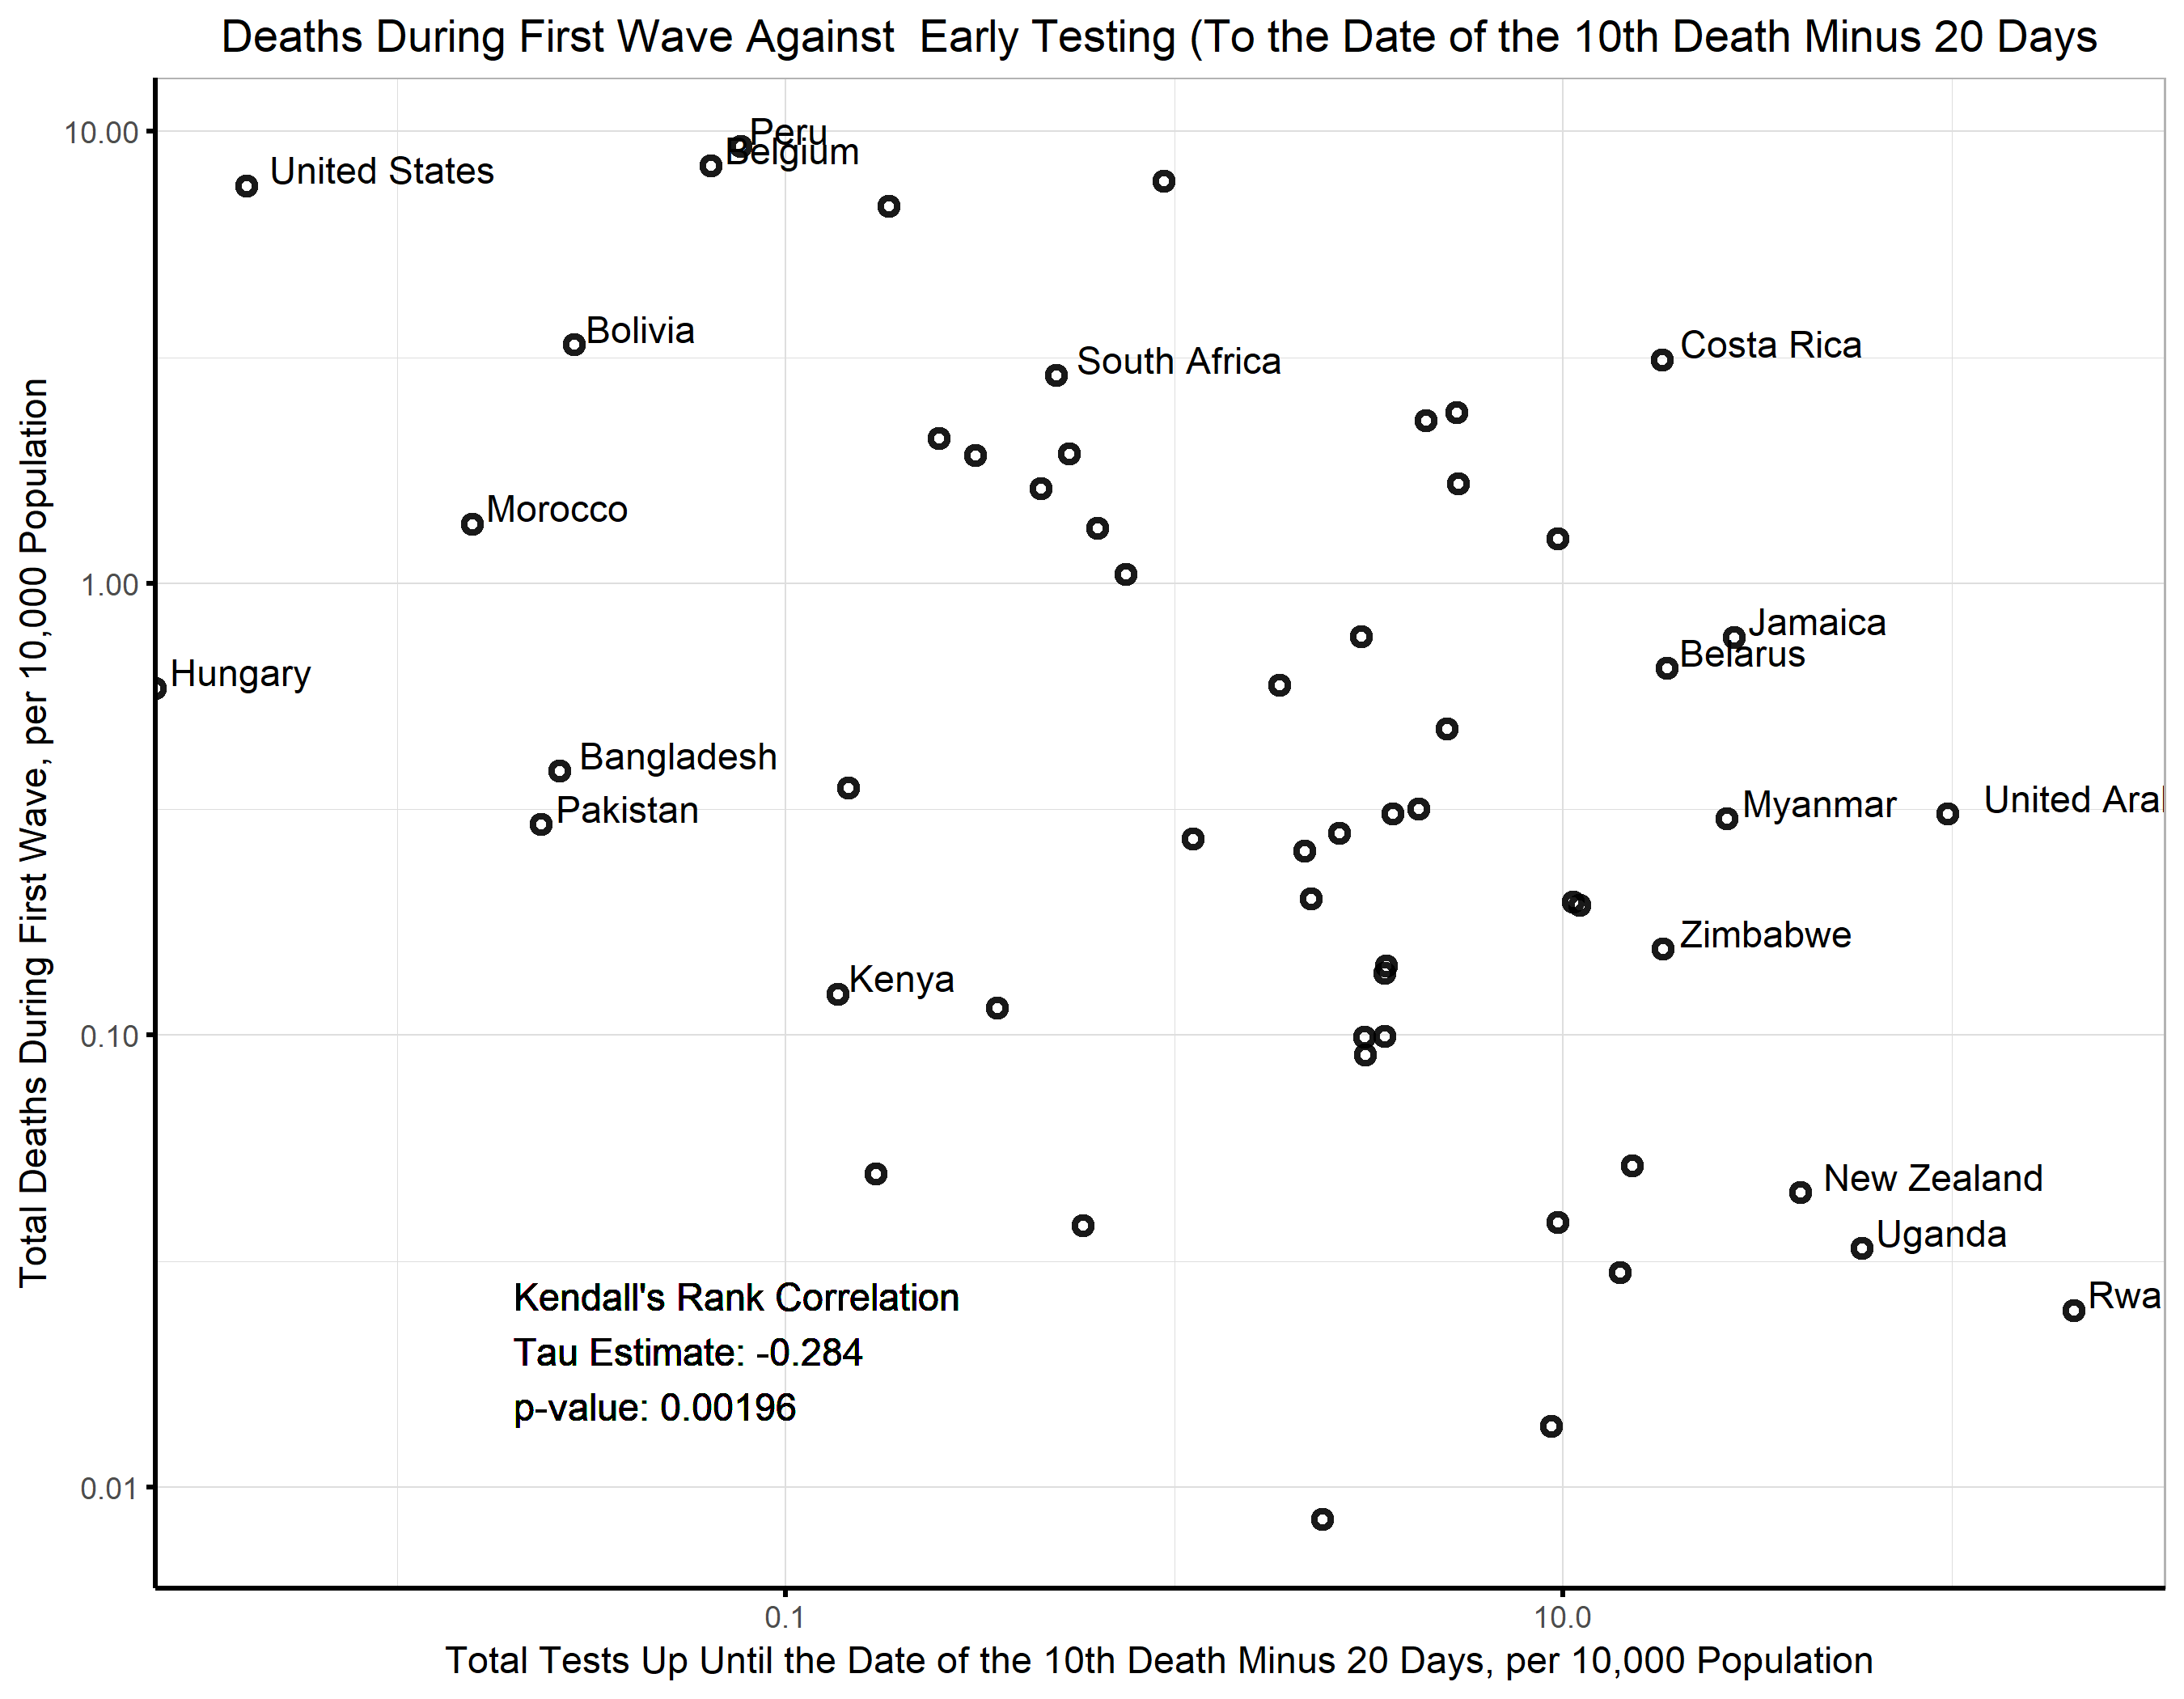 Deaths During First Wave Against  Early Testing (To the Date of the 10th Death Minus 20 Days
Total Deaths During First Wave, per 10,000 Population
10.00
1.00
0.10
0.01
Peru
Belgium
United States
Bolivia
South Africa
Costa Rica
Morocco
Jamaica
Belarus
Hungary
Bangladesh
Pakistan
Myanmar
United Aral
Zimbabwe
Kenya
New Zealand
Uganda
Rwa
Kendall's Rank Correlation
Tau Estimate: -0.284
p-value: 0.00196
0.1
10.0
Total Tests Up Until the Date of the 10th Death Minus 20 Days, per 10,000 Population